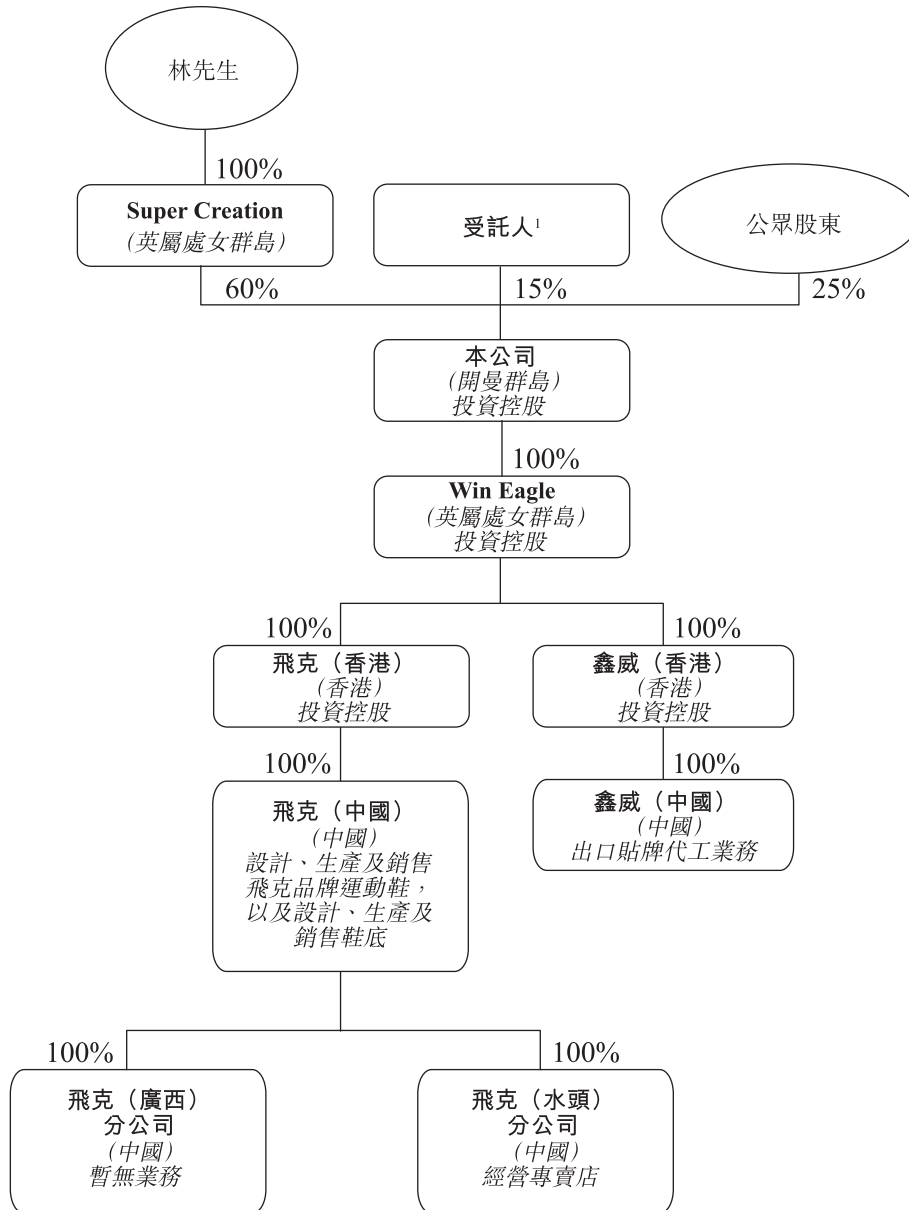 林先生
100%
Super Creation
(英屬處女群島)
受託人1
公眾股東
60%
15%
25%
本公司
(開曼群島)
投資控股
100%
Win Eagle
(英屬處女群島)
投資控股
100%
100%
飛克（香港）
(香港)
投資控股
鑫威（香港）
(香港)
投資控股
100%
100%
飛克（中國）
(中國)
設計、生產及銷售
飛克品牌運動鞋，
以及設計、生產及
銷售鞋底
鑫威（中國）
(中國)
出口貼牌代工業務
100%
100%
飛克（廣西）
分公司
(中國)
暫無業務
飛克（水頭）
分公司
(中國)
經營專賣店